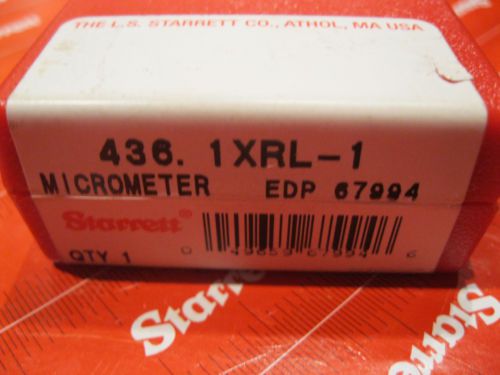 THE L.S. STARRETT CO., ATHOL, MA USA
436. 1XRL-1
MICROMETER EDP 67994
Starrett®
QTY 1
0 49659 67994 6
Starrett
Starrett